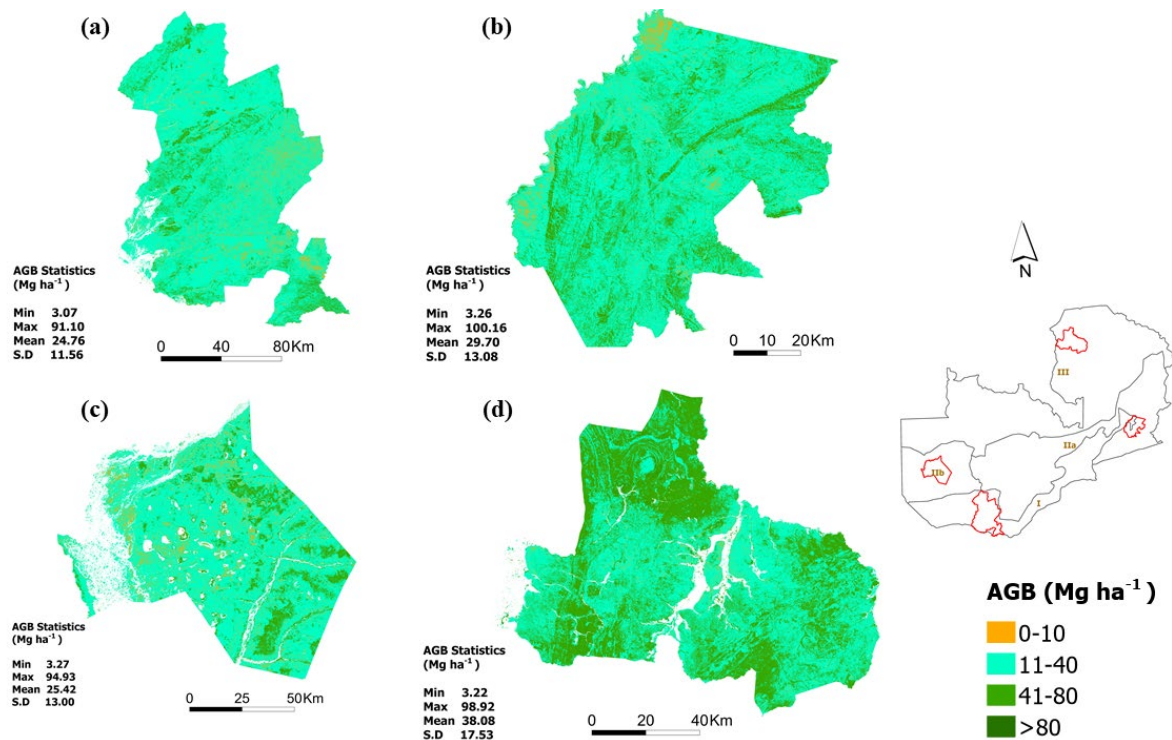 (a)
AGB Statistics
(Mg ha⁻¹)
Min 3.07
Max 91.10
Mean 24.76
S.D 11.56
0 40 80Km
(b)
AGB Statistics
(Mg ha⁻¹)
Min 3.26
Max 100.16
Mean 29.70
S.D 13.08
0 10 20Km
(c)
AGB Statistics
(Mg ha⁻¹)
Min 3.27
Max 94.93
Mean 25.42
S.D 13.00
0 25 50Km
(d)
AGB Statistics
(Mg ha⁻¹)
Min 3.22
Max 98.92
Mean 38.08
S.D 17.53
0 20 40Km
N
III
IIa
IIb
I
AGB (Mg ha⁻¹)
0-10
11-40
41-80
>80